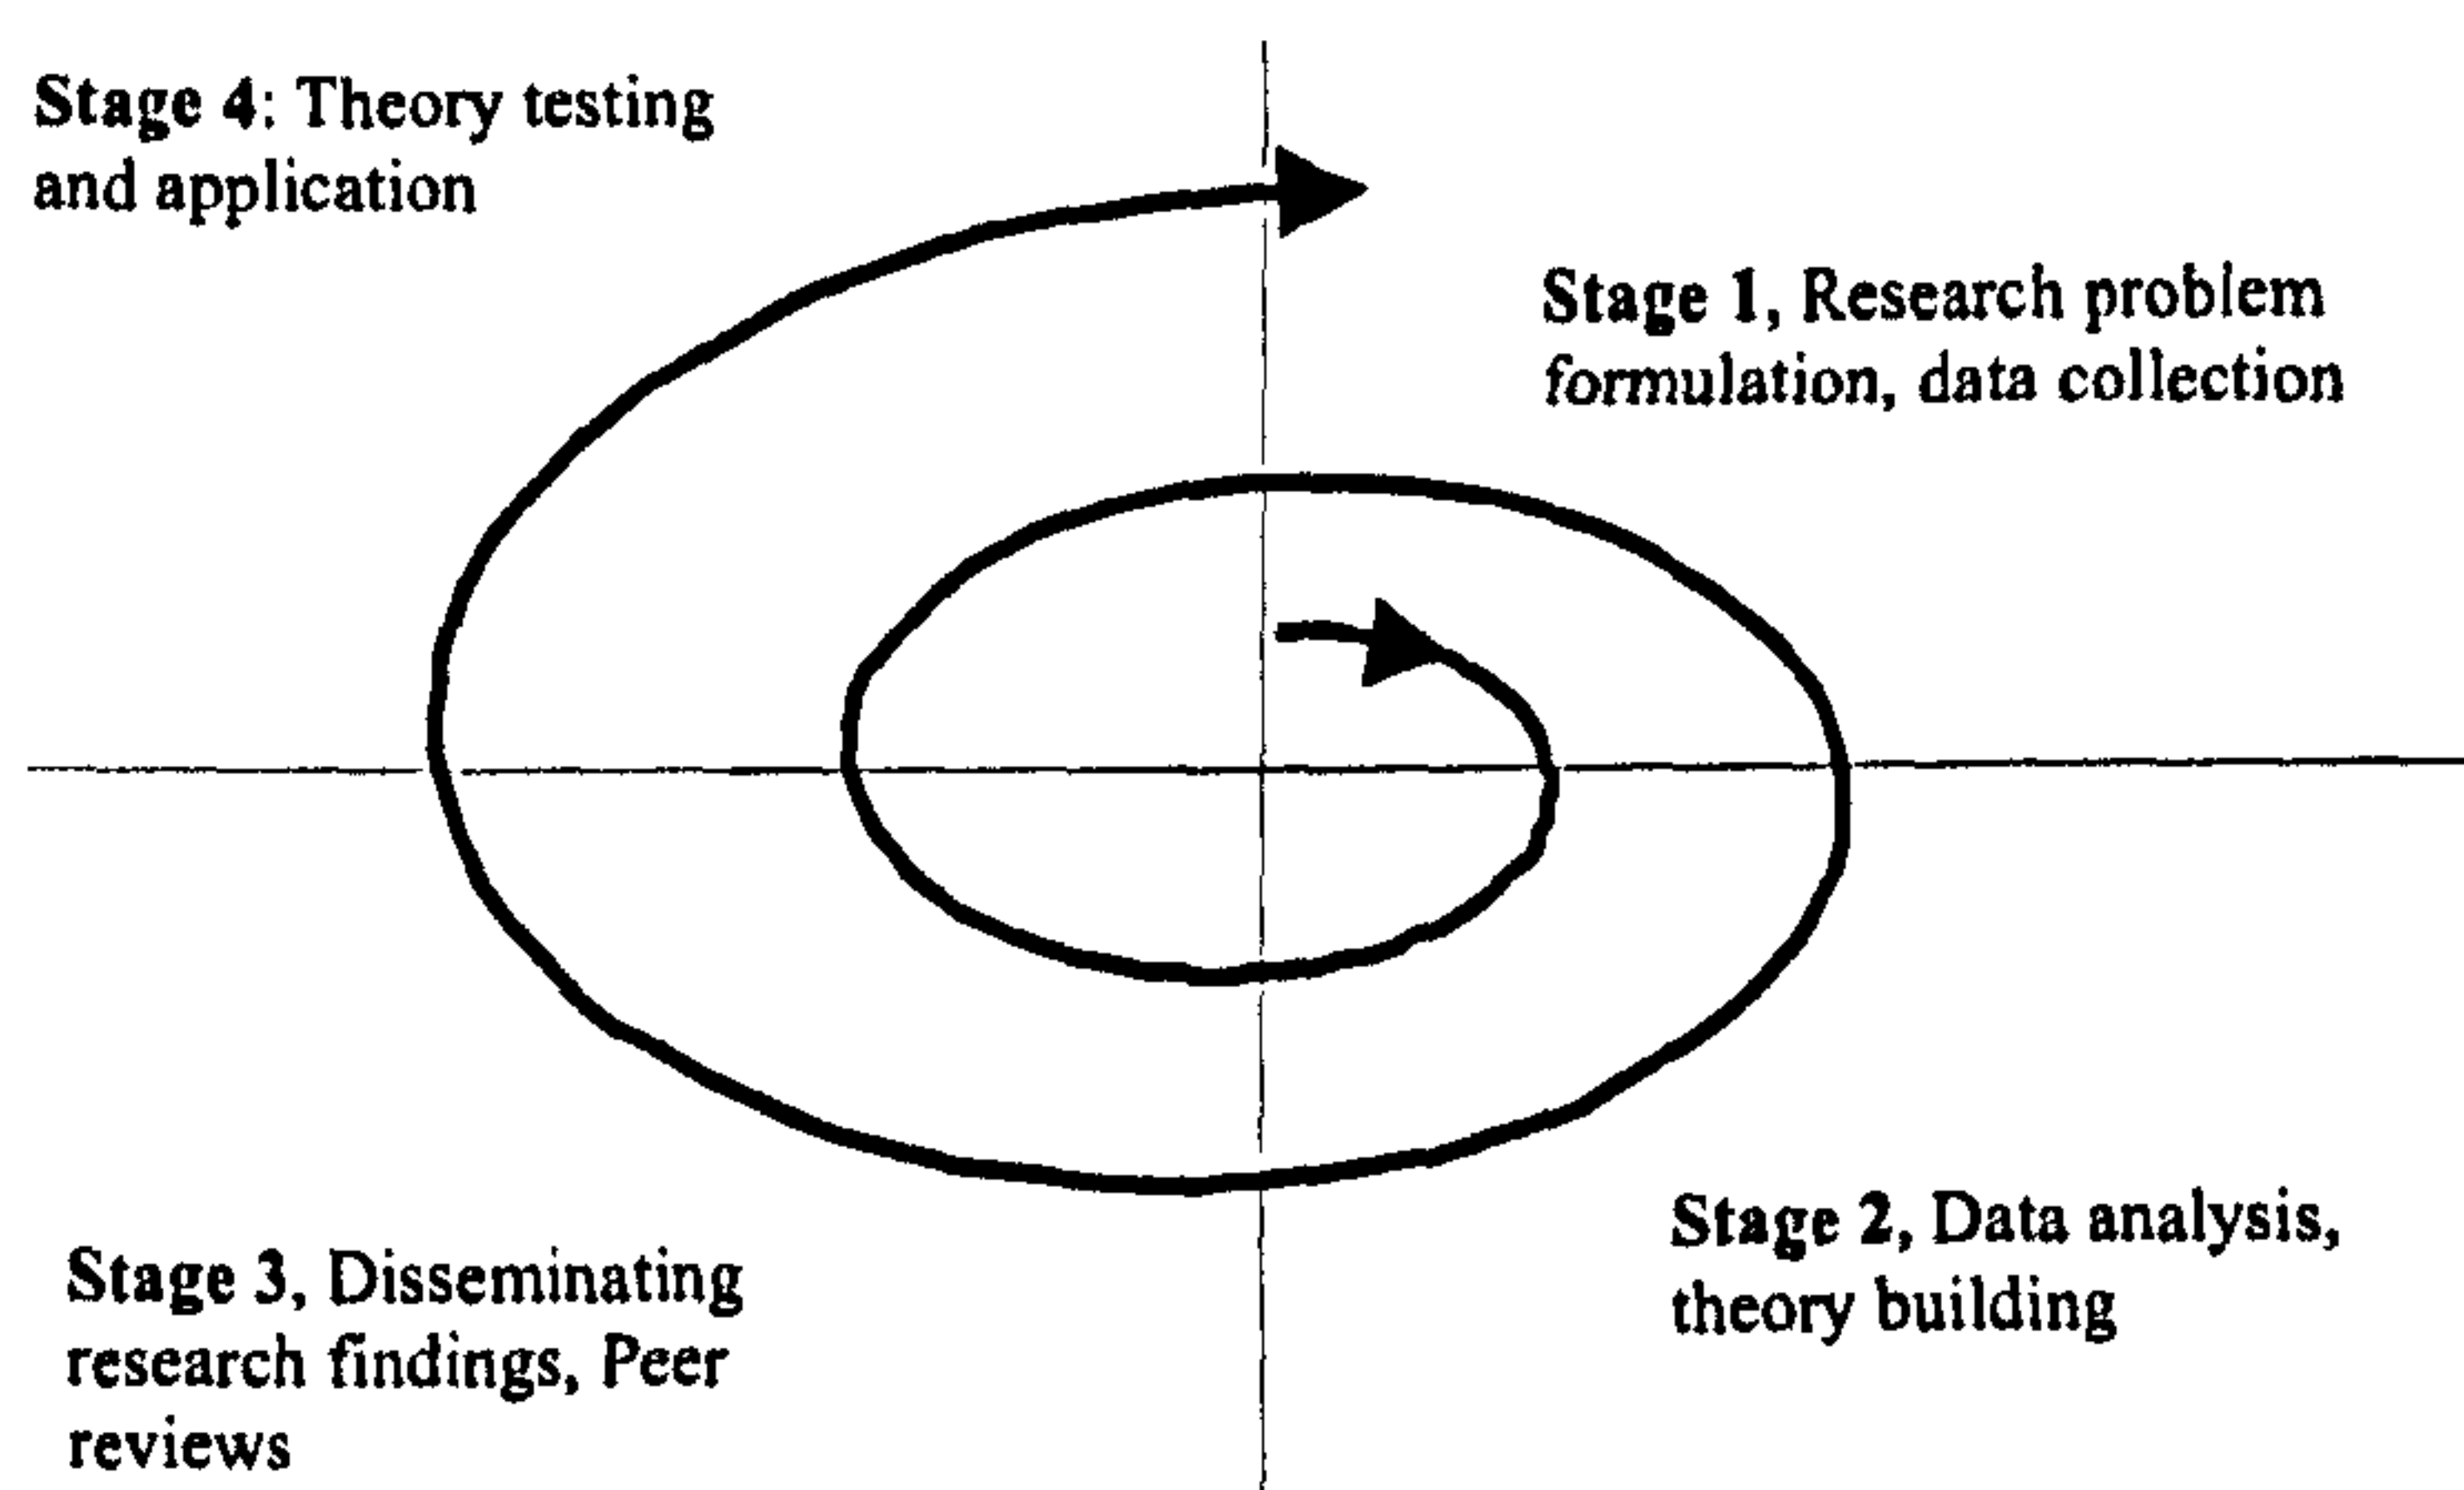 Stage 4: Theory testing
and application
Stage 1, Research problem
formulation, data collection
Stage 2, Data analysis,
theory building
Stage 3, Disseminating
research findings, Peer
reviews